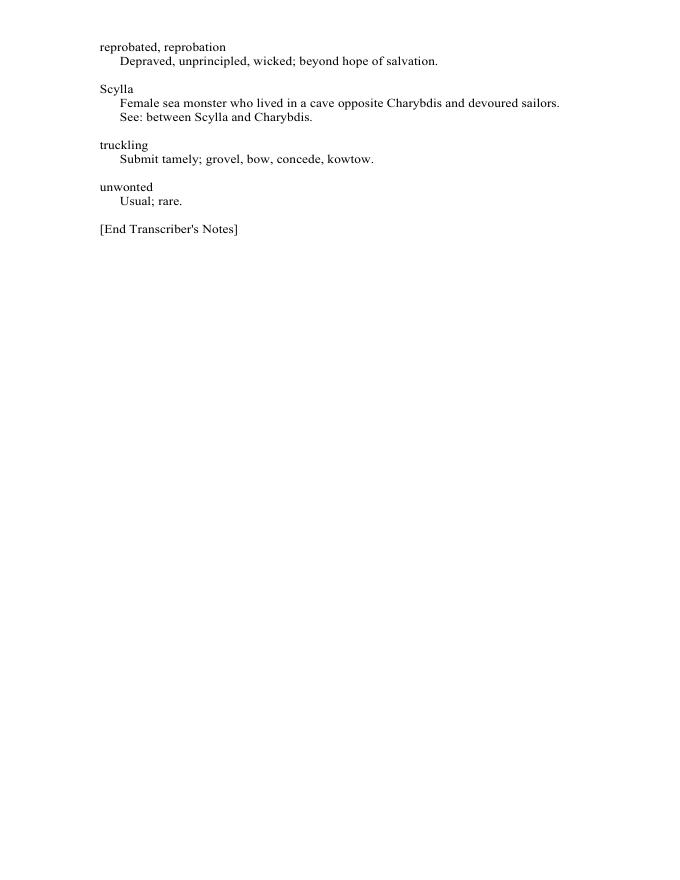 reprobated, reprobation
Depraved, unprincipled, wicked; beyond hope of salvation.
Scylla
Female sea monster who lived in a cave opposite Charybdis and devoured sailors.
See: between Scylla and Charybdis.
truckling
Submit tamely; grovel, bow, concede, kowtow.
unwonted
Usual; rare.
[End Transcriber's Notes]